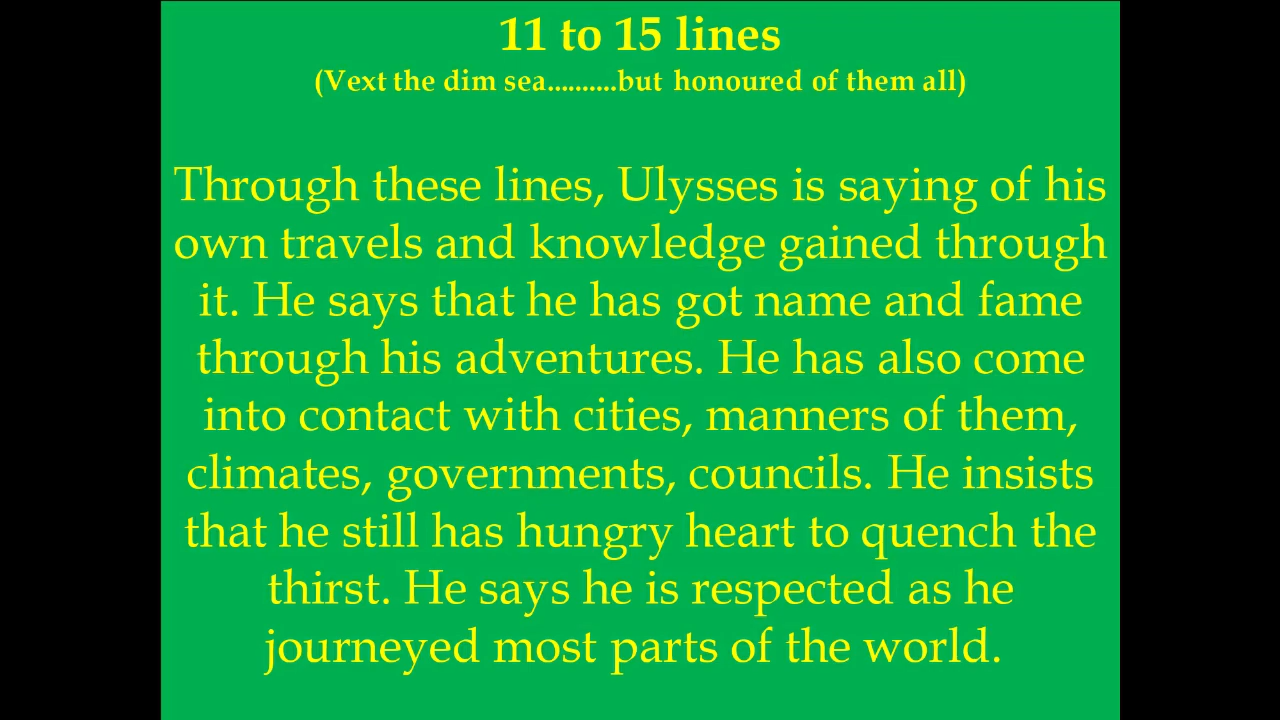 11 to 15 lines
(Vext the dim sea..........but honoured of them all)
Through these lines, Ulysses is saying of his
own travels and knowledge gained through
it. He says that he has got name and fame
through his adventures. He has also come
into contact with cities, manners of them,
climates, governments, councils. He insists
that he still has hungry heart to quench the
thirst. He says he is respected as he
journeyed most parts of the world.